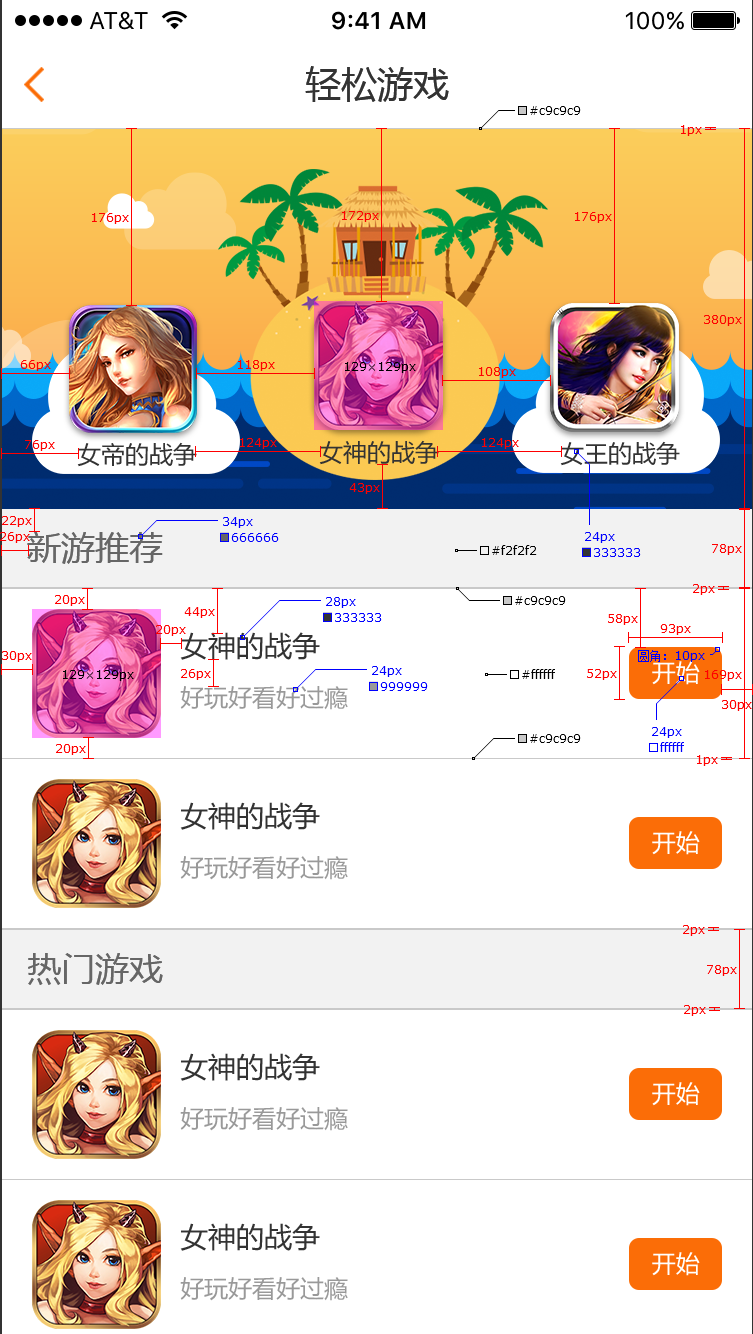 AT&T 9:41 AM 100%
轻松游戏
#c9c9c9
1px
176px 172px 176px
380px
129×129px
66px 118px 108px
76px 124px 124px
女帝的战争 女神的战争 女王的战争
43px
22px
26px
新游推荐
34px
666666
#f2f2f2
24px
333333
78px
2px
20px
44px
28px
333333
#c9c9c9
58px
93px
30px
129×129px
20px
女神的战争
26px
好玩好看好过瘾
24px
999999
#ffffff
52px
圆角: 10px
开始
169px
30px
24px
ffffff
20px
#c9c9c9
1px
女神的战争
好玩好看好过瘾
开始
2px
热门游戏
78px
2px
女神的战争
好玩好看好过瘾
开始
女神的战争
好玩好看好过瘾
开始